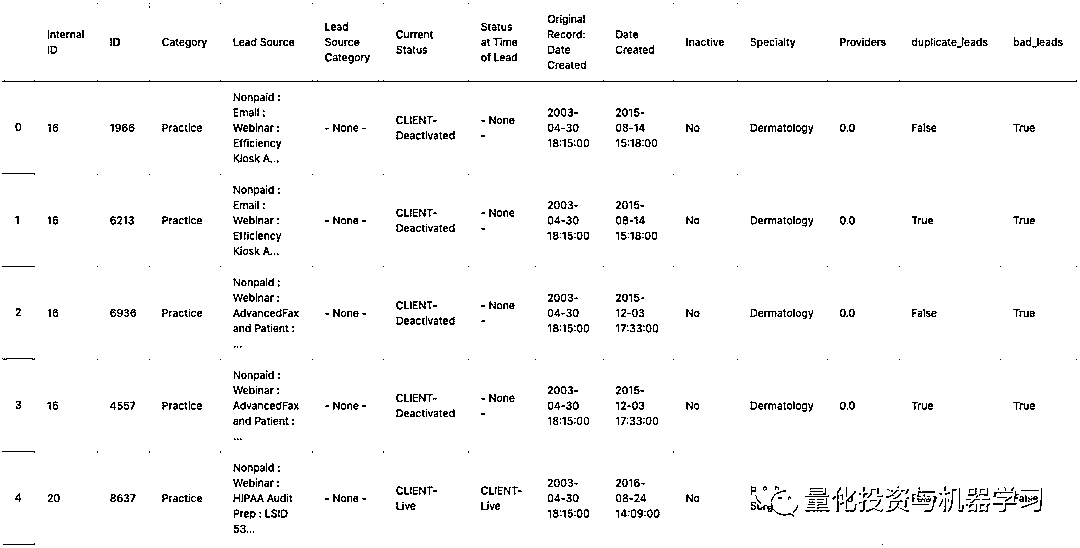 Internal ID ID Category Lead Source Lead Source Category Current Status Status at Time of Lead Original Record: Date Created Date Created Inactive Specialty Providers duplicate_leads bad_leads
0 16 1966 Practice Nonpaid : Email : Webinar : Efficiency Kiosk A... - None - CLIENT-Deactivated - None - 2003-04-30 18:15:00 2015-08-14 15:18:00 No Dermatology 0.0 False True
1 16 6213 Practice Nonpaid : Email : Webinar : Efficiency Kiosk A... - None - CLIENT-Deactivated - None - 2003-04-30 18:15:00 2015-08-14 15:18:00 No Dermatology 0.0 True True
2 16 6936 Practice Nonpaid : Webinar : AdvancedFax and Patient : ... - None - CLIENT-Deactivated - None - 2003-04-30 18:15:00 2015-12-03 17:33:00 No Dermatology 0.0 False True
3 16 4557 Practice Nonpaid : Webinar : AdvancedFax and Patient : ... - None - CLIENT-Deactivated - None - 2003-04-30 18:15:00 2015-12-03 17:33:00 No Dermatology 0.0 True True
4 20 8637 Practice Nonpaid : Webinar : HIPAA Audit Prep : LSID 53... - None - CLIENT-Live CLIENT-Live 2003-04-30 18:15:00 2016-08-24 14:09:00 No
量化投资与机器学习